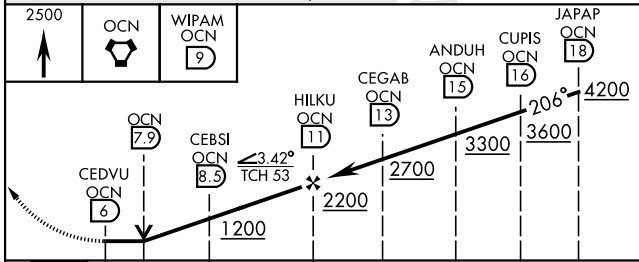 2500
OCN
WIPAM
OCN
9
JAPAP
OCN
18
CUPIS
OCN
16
ANDUH
OCN
15
CEGAB
OCN
13
HILKU
OCN
11
OCN
7.9
CEBSI
OCN
8.5
CEDVU
OCN
6
3.42°
TCH 53
206°
4200
3600
3300
2700
2200
1200